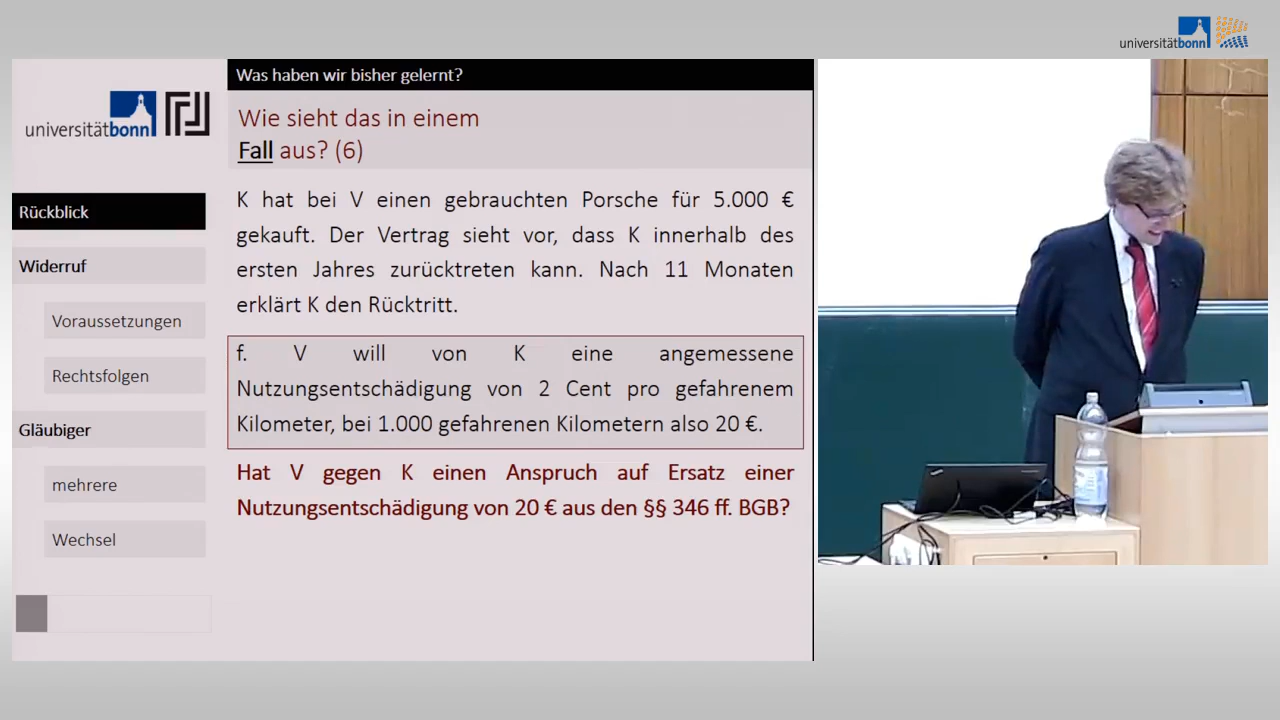 universitätbonn
Was haben wir bisher gelernt?
universitätbonn
Wie sieht das in einem
Fall aus? (6)
Rückblick
Widerruf
Voraussetzungen
Rechtsfolgen
Gläubiger
mehrere
Wechsel
K hat bei V einen gebrauchten Porsche für 5.000 €
gekauft. Der Vertrag sieht vor, dass K innerhalb des
ersten Jahres zurücktreten kann. Nach 11 Monaten
erklärt K den Rücktritt.
f. V will von K eine angemessene
Nutzungsentschädigung von 2 Cent pro gefahrenem
Kilometer, bei 1.000 gefahrenen Kilometern also 20 €.
Hat V gegen K einen Anspruch auf Ersatz einer
Nutzungsentschädigung von 20 € aus den §§ 346 ff. BGB?